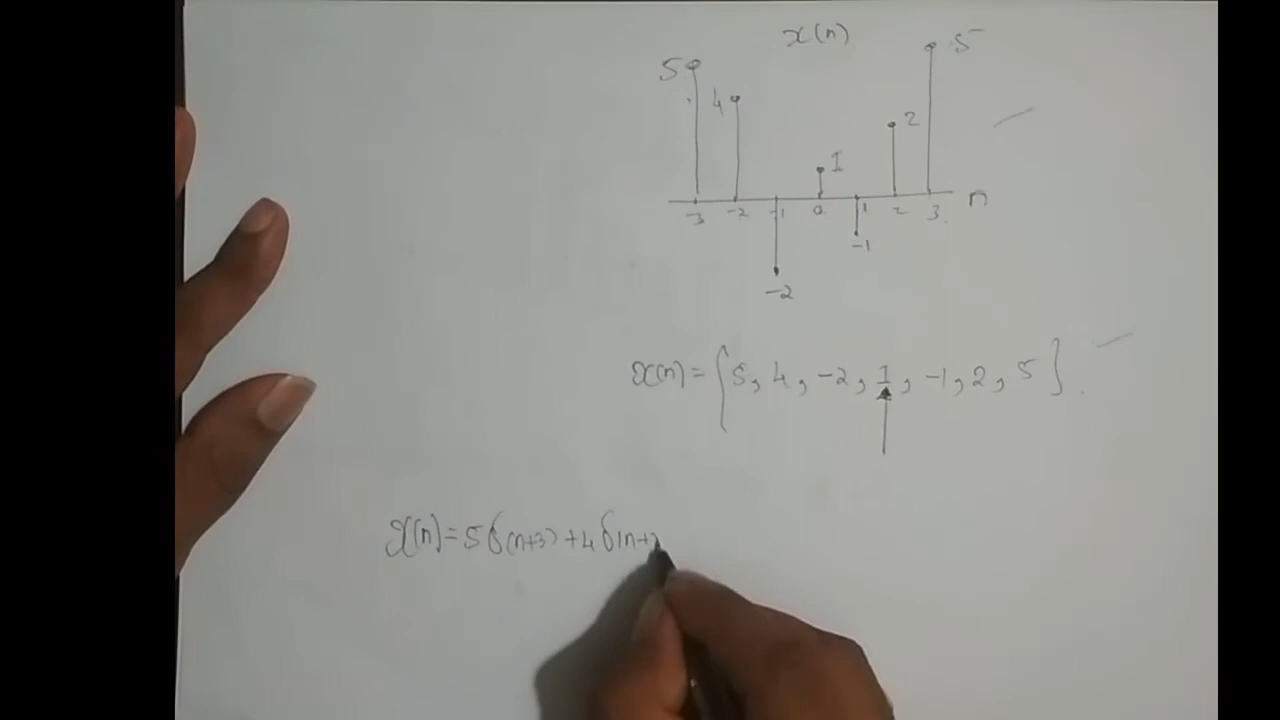 x(n)
5 4 -2 1 -1 2 5
-3 -2 -1 0 1 2 3 n
x(n) = {5, 4, -2, 1, -1, 2, 5}
x(n) = 5δ(n+3) + 4δ(n+